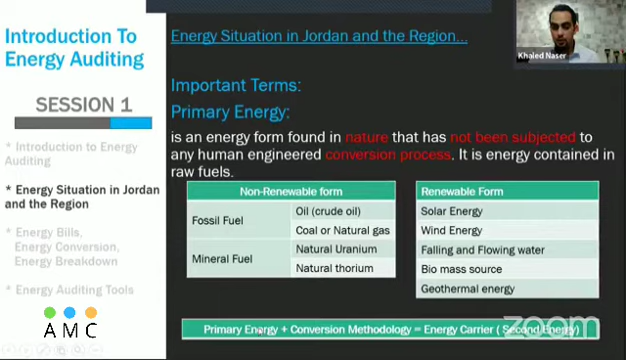 Introduction To
Energy Auditing
SESSION 1
* Introduction to Energy
Auditing
* Energy Situation in Jordan
and the Region
* Energy Bills,
Energy Conversion,
Energy Breakdown
* Energy Auditing Tools
AMC
Energy Situation in Jordan and the Region...
Khaled Naser
Important Terms:
Primary Energy:
is an energy form found in nature that has not been subjected to
any human engineered conversion process. It is energy contained in
raw fuels.
Non-Renewable form
Fossil Fuel
Oil (crude oil)
Coal or Natural gas
Mineral Fuel
Natural Uranium
Natural thorium
Renewable Form
Solar Energy
Wind Energy
Falling and Flowing water
Bio mass source
Geothermal energy
Primary Energy + Conversion Methodology = Energy Carrier ( Second Energy)
zoom